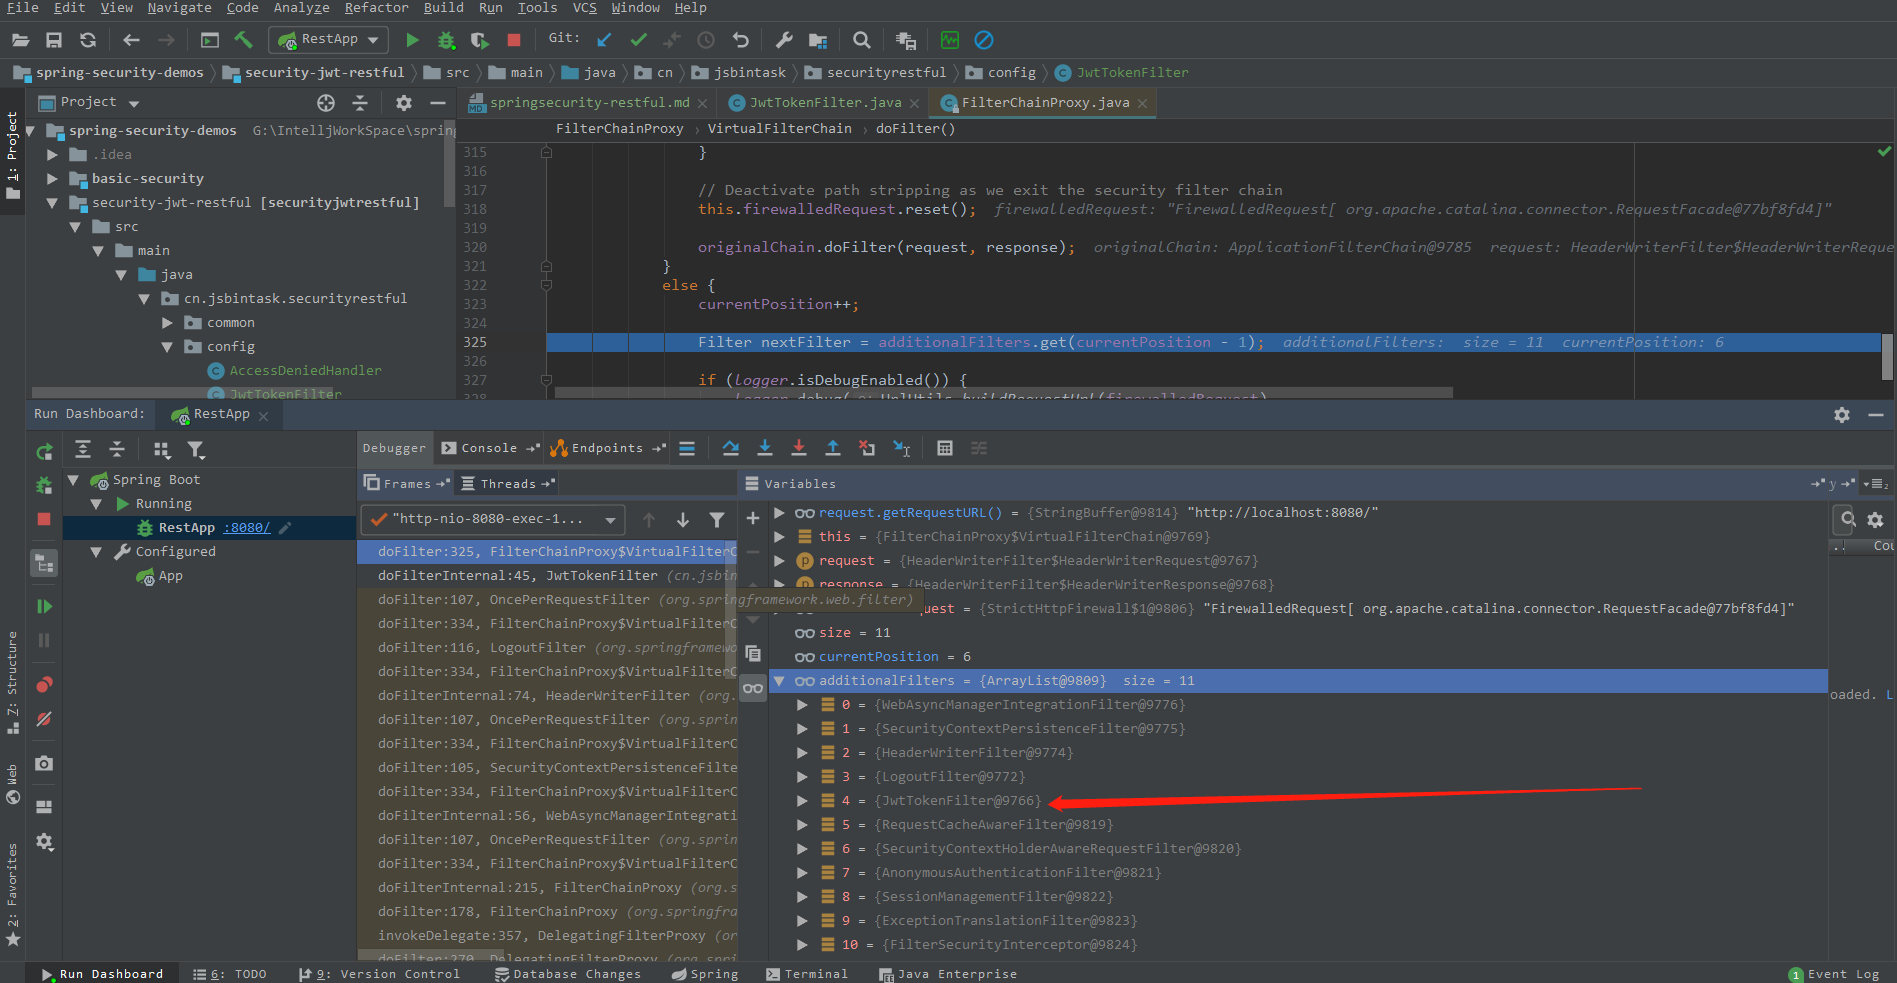 File Edit View Navigate Code Analyze Refactor Build Run Tools VCS Window Help
RestApp Git:
spring-security-demos security-jwt-restful src main java cn jsbintask securityrestful config JwtTokenFilter
Project springsecurity-restful.md JwtTokenFilter.java FilterChainProxy.java
1: Project
FilterChainProxy VirtualFilterChain doFilter()
spring-security-demos G:\IntelljWorkSpace\spring
.idea
basic-security
security-jwt-restful [securityjwtrestful]
src
main
java
cn.jsbintask.securityrestful
common
config
AccessDeniedHandler
JwtTokenFilter
315 }
316
317 // Deactivate path stripping as we exit the security filter chain
318 this.firewalledRequest.reset(); firewalledRequest: "FirewalledRequest[ org.apache.catalina.connector.RequestFacade@77bf8fd4]"
319
320 originalChain.doFilter(request, response); originalChain: ApplicationFilterChain@9785 request: HeaderWriterFilter$HeaderWriterReque
321 }
322 else {
323 currentPosition++;
324
325 Filter nextFilter = additionalFilters.get(currentPosition - 1); additionalFilters: size = 11 currentPosition: 6
326
327 if (logger.isDebugEnabled()) {
328 logger.debug( UrlUtils.buildRequestUrl(firewalledRequest)
Run Dashboard: RestApp
Debugger Console Endpoints
Frames Threads
Variables
Spring Boot
Running
RestApp :8080/
Configured
App
"http-nio-8080-exec-1...
doFilter:325, FilterChainProxy$VirtualFilterC
doFilterInternal:45, JwtTokenFilter (cn.jsbin
doFilter:107, OncePerRequestFilter (org.springframework.web.filter)
doFilter:334, FilterChainProxy$VirtualFilterC
doFilter:116, LogoutFilter (org.springframewo
doFilter:334, FilterChainProxy$VirtualFilterC
doFilterInternal:74, HeaderWriterFilter (org.
doFilter:107, OncePerRequestFilter (org.sprin
doFilter:334, FilterChainProxy$VirtualFilterC
doFilter:105, SecurityContextPersistenceFilte
doFilter:334, FilterChainProxy$VirtualFilterC
doFilterInternal:56, WebAsyncManagerIntegrati
doFilter:107, OncePerRequestFilter (org.sprin
doFilter:334, FilterChainProxy$VirtualFilterC
doFilterInternal:215, FilterChainProxy (org.s
doFilter:178, FilterChainProxy (org.springfra
invokeDelegate:357, DelegatingFilterProxy (or
doFilter:270, DelegatingFilterProxy (org.spri
request.getRequestURL() = {StringBuffer@9814} "http://localhost:8080/"
this = {FilterChainProxy$VirtualFilterChain@9769}
request = {HeaderWriterFilter$HeaderWriterRequest@9767}
response = {HeaderWriterFilter$HeaderWriterResponse@9768}
uest = {StrictHttpFirewall$1@9806} "FirewalledRequest[ org.apache.catalina.connector.RequestFacade@77bf8fd4]"
size = 11
currentPosition = 6
additionalFilters = {ArrayList@9809} size = 11
0 = {WebAsyncManagerIntegrationFilter@9776}
1 = {SecurityContextPersistenceFilter@9775}
2 = {HeaderWriterFilter@9774}
3 = {LogoutFilter@9772}
4 = {JwtTokenFilter@9766}
5 = {RequestCacheAwareFilter@9819}
6 = {SecurityContextHolderAwareRequestFilter@9820}
7 = {AnonymousAuthenticationFilter@9821}
8 = {SessionManagementFilter@9822}
9 = {ExceptionTranslationFilter@9823}
10 = {FilterSecurityInterceptor@9824}
.. Cou
oaded. L
Z: Structure
Web
2: Favorites
Run Dashboard 6: TODO 9: Version Control Database Changes Spring Terminal Java Enterprise 1 Event Log